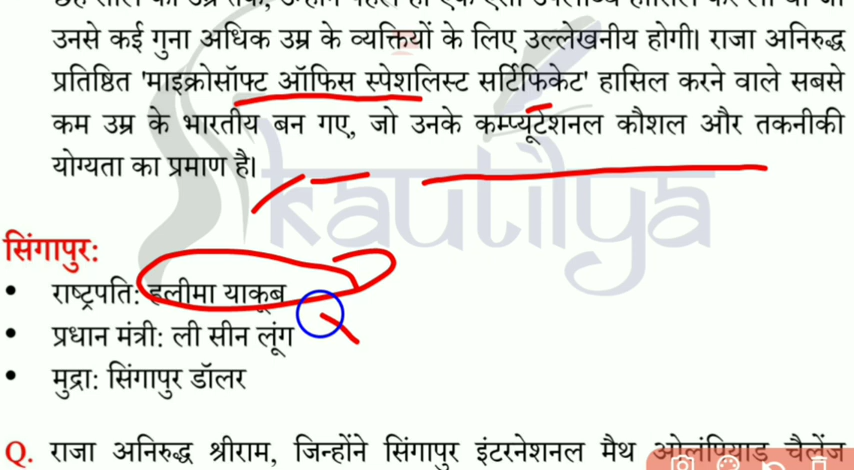 उनसे कई गुना अधिक उम्र के व्यक्तियों के लिए उल्लेखनीय होगी। राजा अनिरुद्ध
प्रतिष्ठित 'माइक्रोसॉफ्ट ऑफिस स्पेशलिस्ट सर्टिफिकेट' हासिल करने वाले सबसे
कम उम्र के भारतीय बन गए, जो उनके कम्प्यूटेशनल कौशल और तकनीकी
योग्यता का प्रमाण है।
kautilya
सिंगापुर:
• राष्ट्रपति: हलीमा याकूब
• प्रधान मंत्री: ली सीन लूंग
• मुद्रा: सिंगापुर डॉलर
Q. राजा अनिरुद्ध श्रीराम, जिन्होंने सिंगापुर इंटरनेशनल मैथ ओलंपियाड चैलेंज